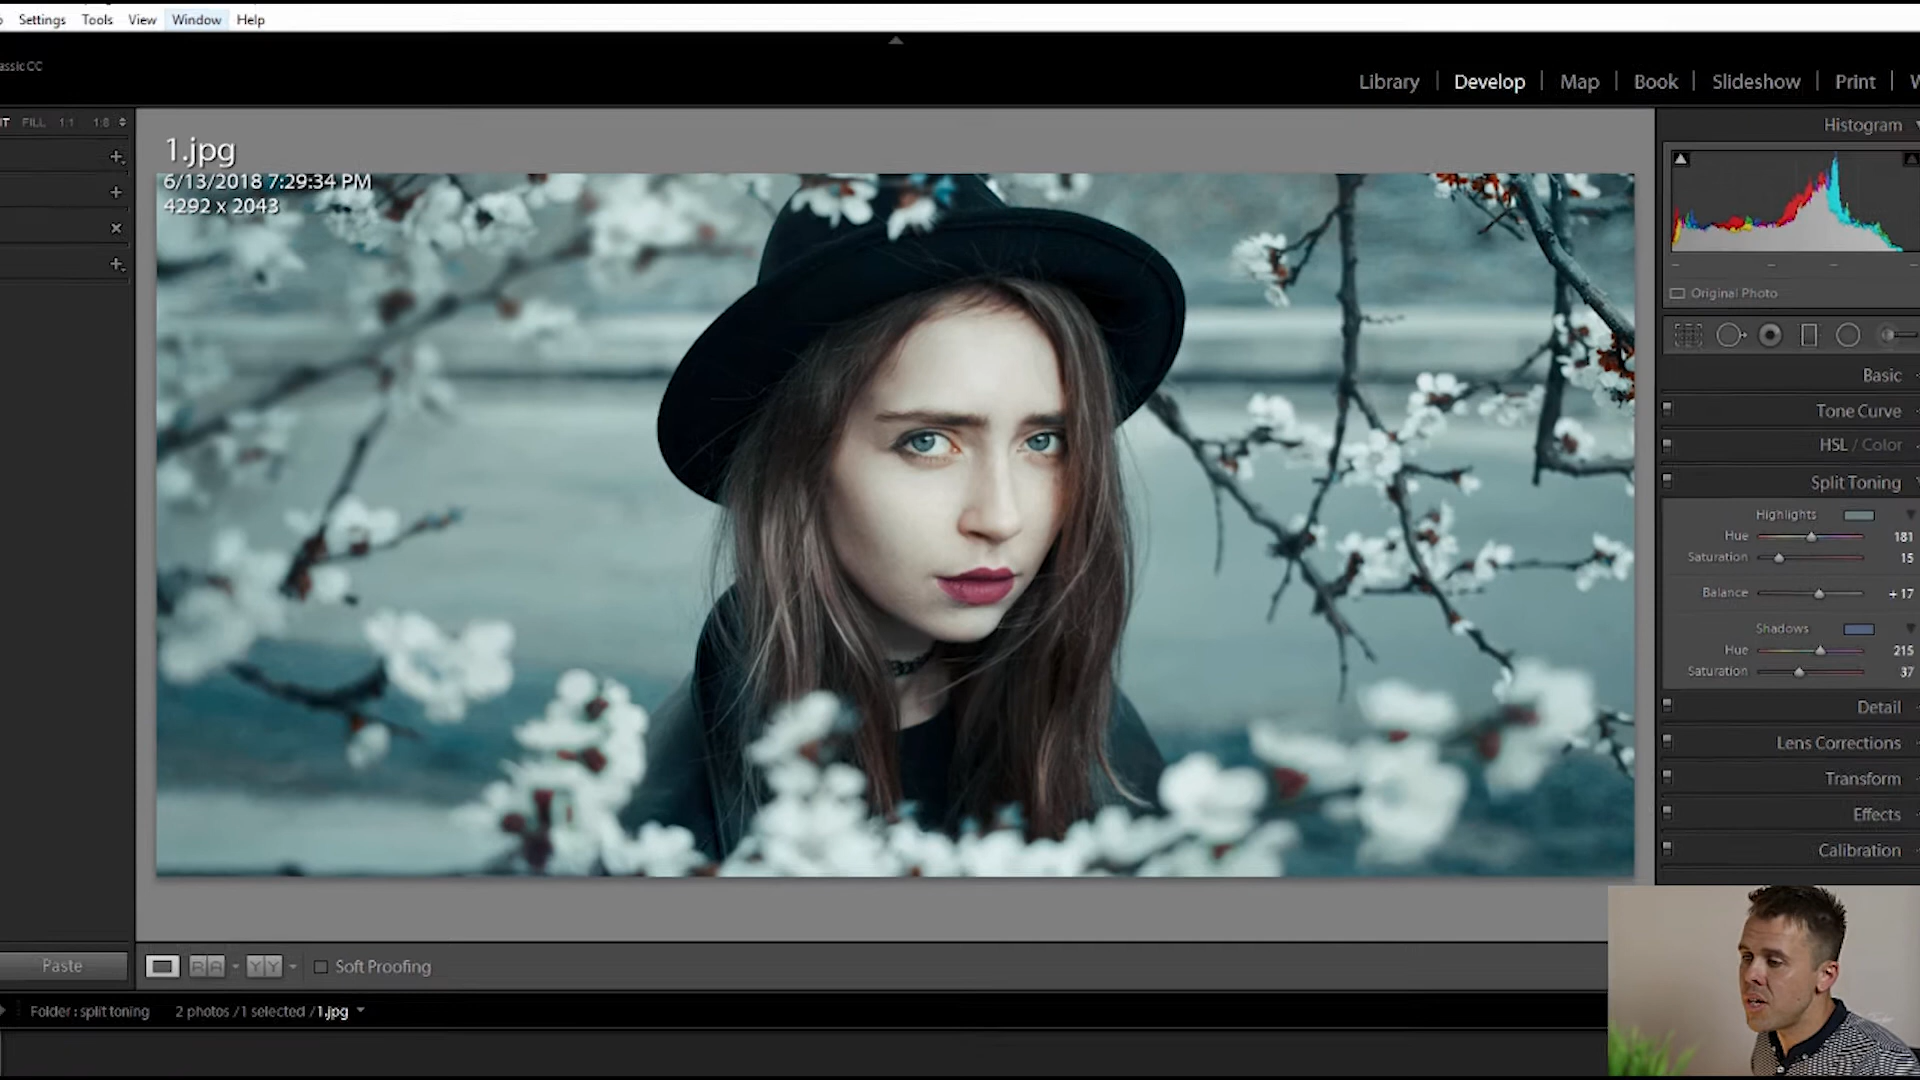 Settings Tools View Window Help
assic CC
Library Develop Map Book Slideshow Print W
IT FILL 1:1 1:8
1.jpg
6/13/2018 7:29:34 PM
4292 x 2043
Histogram
Original Photo
Basic
Tone Curve
HSL / Color
Split Toning
Highlights
Hue 181
Saturation 15
Balance +17
Shadows
Hue 215
Saturation 37
Detail
Lens Corrections
Transform
Effects
Calibration
Paste
RA YY Soft Proofing
Folder : split toning 2 photos / 1 selected / 1.jpg